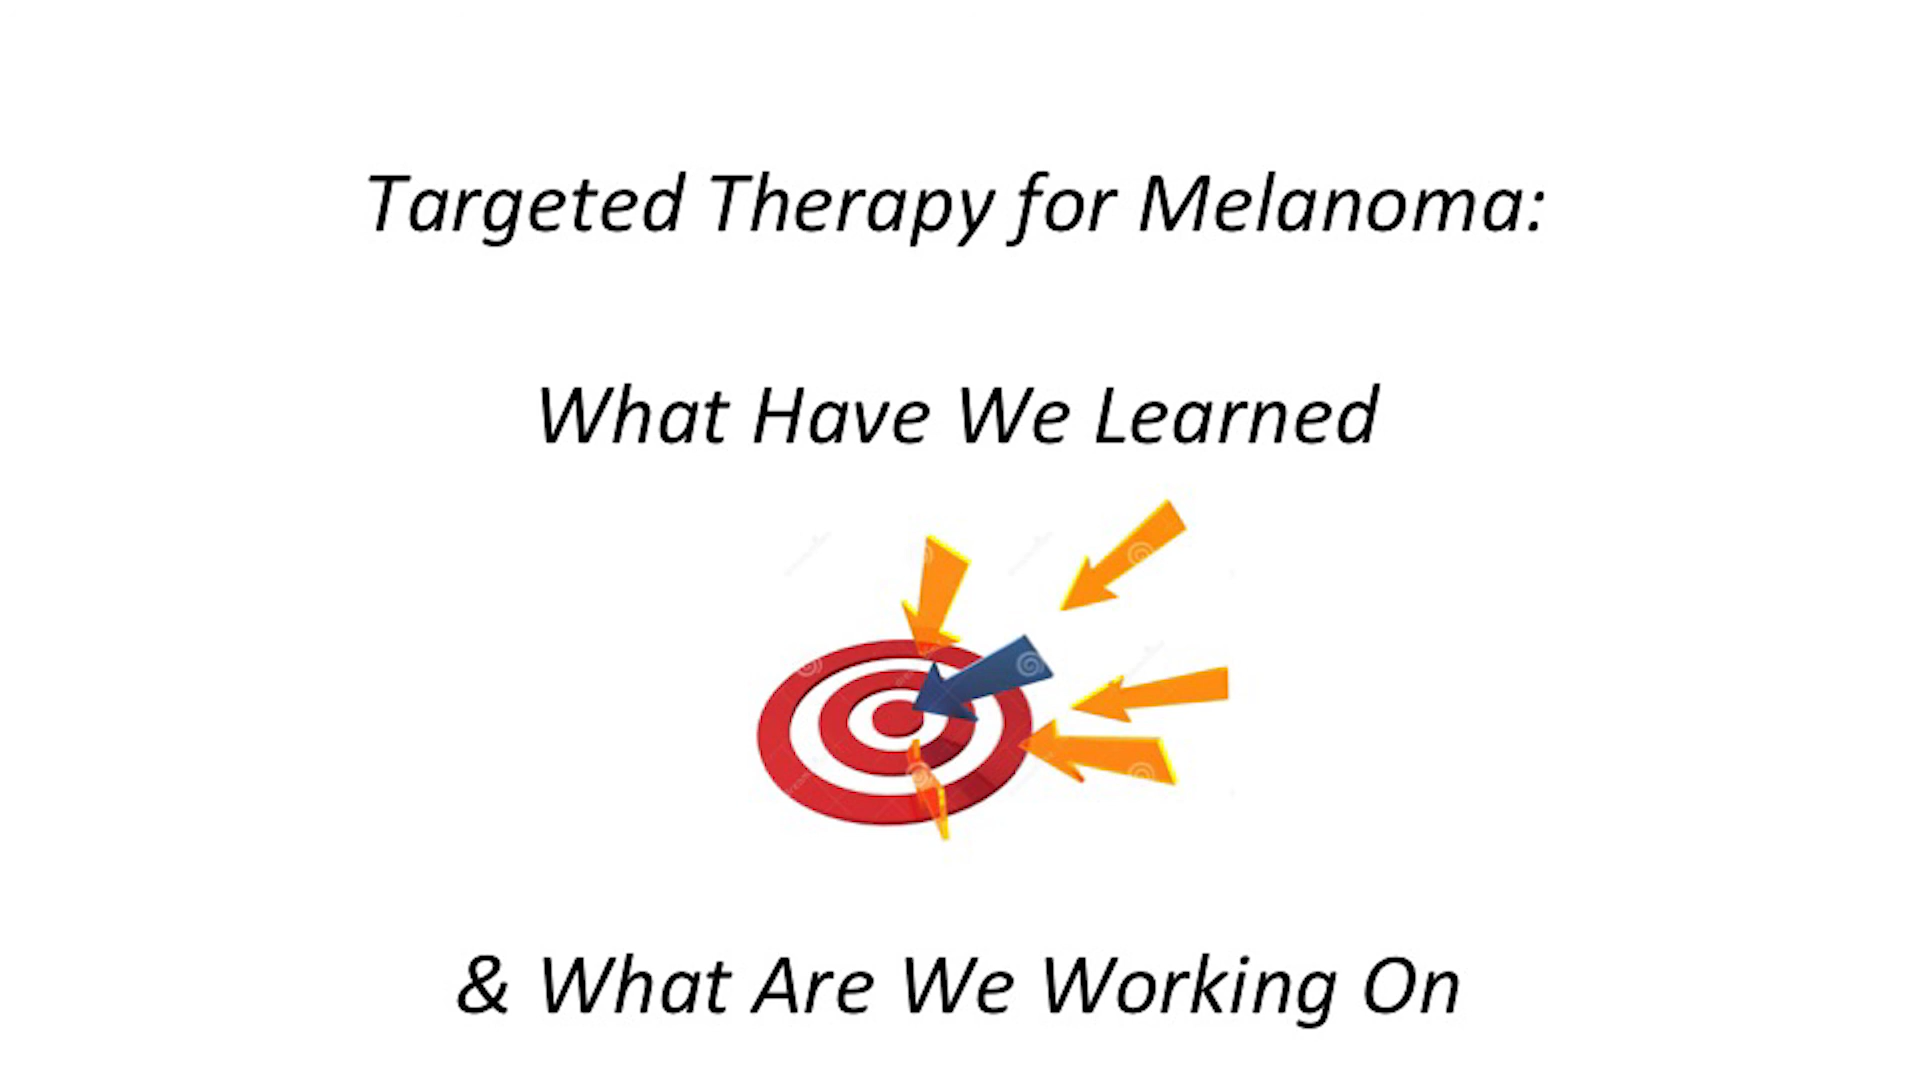 Targeted Therapy for Melanoma:
What Have We Learned
& What Are We Working On